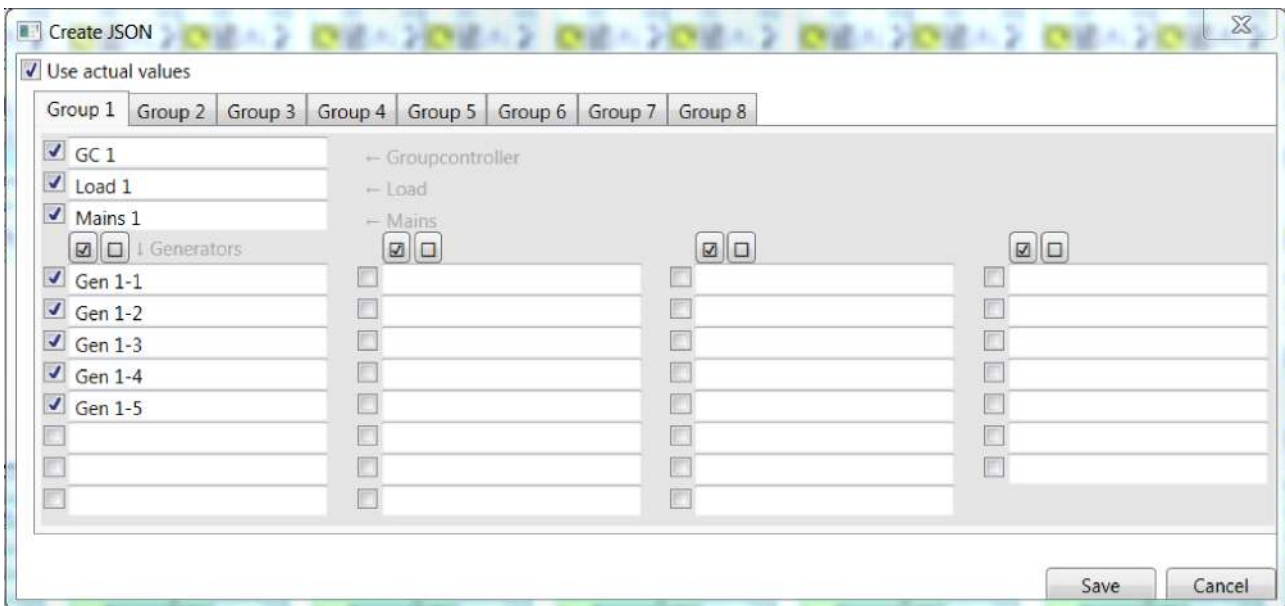 Create JSON
Use actual values
Group 1 Group 2 Group 3 Group 4 Group 5 Group 6 Group 7 Group 8
GC 1 ← Groupcontroller
Load 1 ← Load
Mains 1 ← Mains
↓ Generators
Gen 1-1
Gen 1-2
Gen 1-3
Gen 1-4
Gen 1-5
Save Cancel